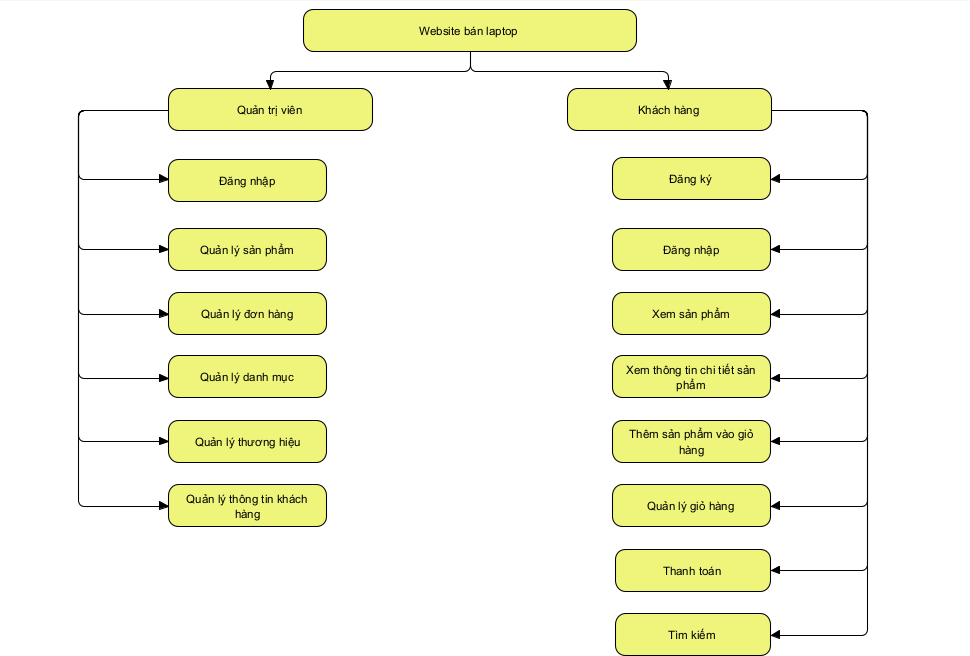 Website bán laptop
Quản trị viên
Khách hàng
Đăng nhập
Quản lý sản phẩm
Quản lý đơn hàng
Quản lý danh mục
Quản lý thương hiệu
Quản lý thông tin khách
hàng
Đăng ký
Đăng nhập
Xem sản phẩm
Xem thông tin chi tiết sản
phẩm
Thêm sản phẩm vào giỏ
hàng
Quản lý giỏ hàng
Thanh toán
Tìm kiếm